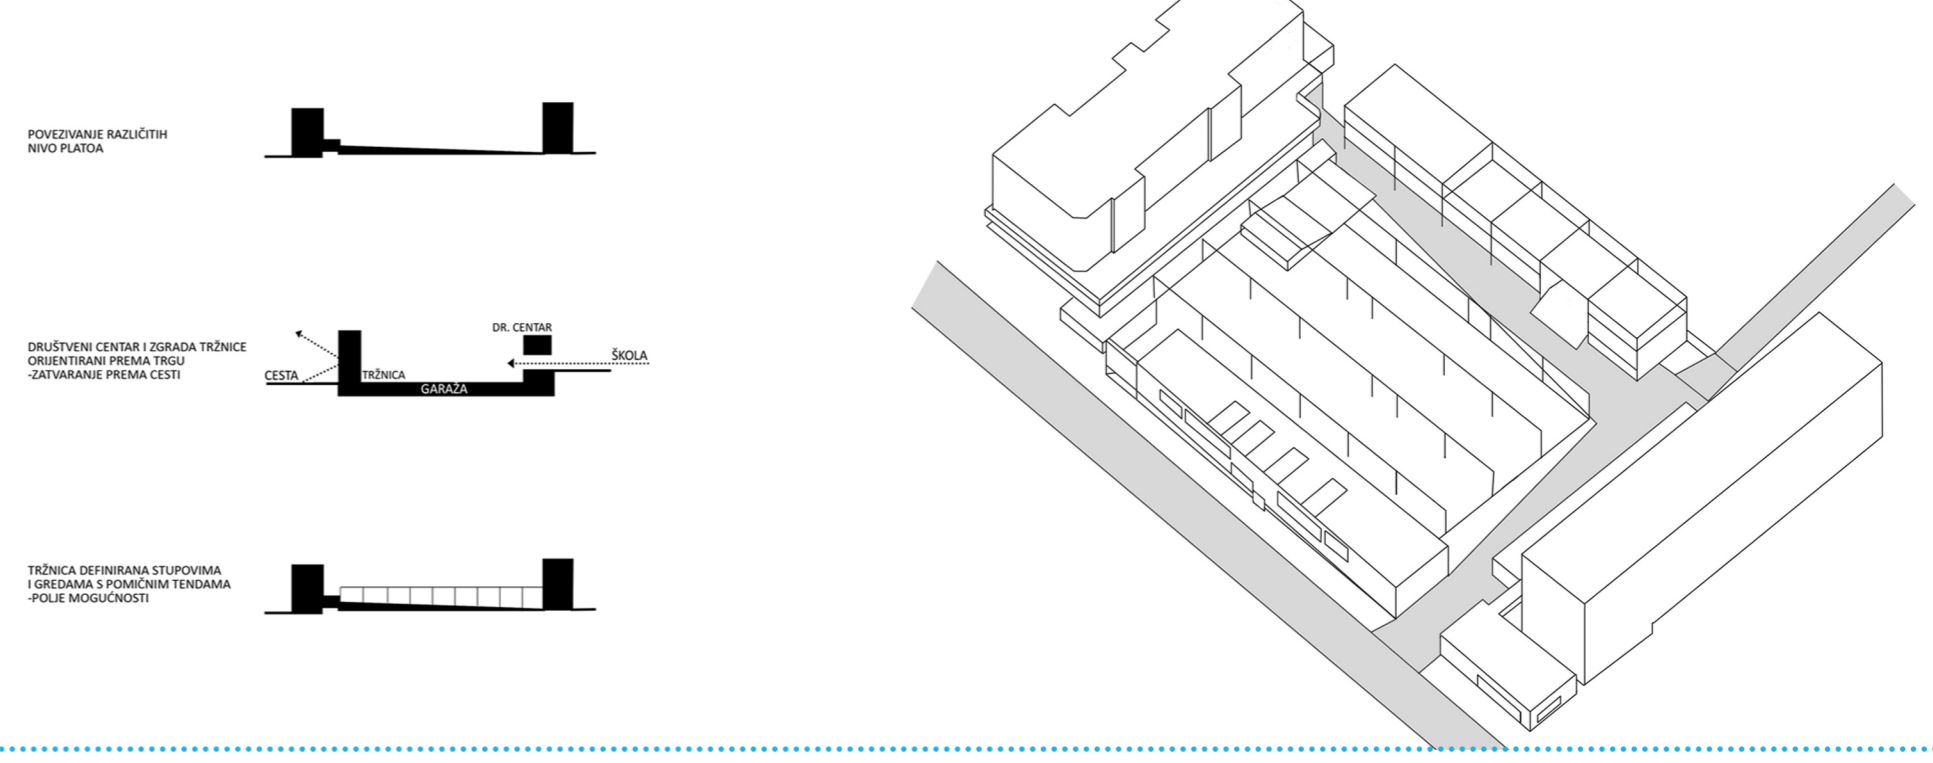 POVEZIVANJE RAZLIČITIH
NIVO PLATOA
DRUŠTVENI CENTAR I ZGRADA TRŽNICE
ORIJENTIRANI PREMA TRGU
-ZATVARANJE PREMA CESTI
CESTA
TRŽNICA
GARAŽA
DR. CENTAR
ŠKOLA
TRŽNICA DEFINIRANA STUPOVIMA
I GREDAMA S POMIČNIM TENDAMA
-POLJE MOGUĆNOSTI